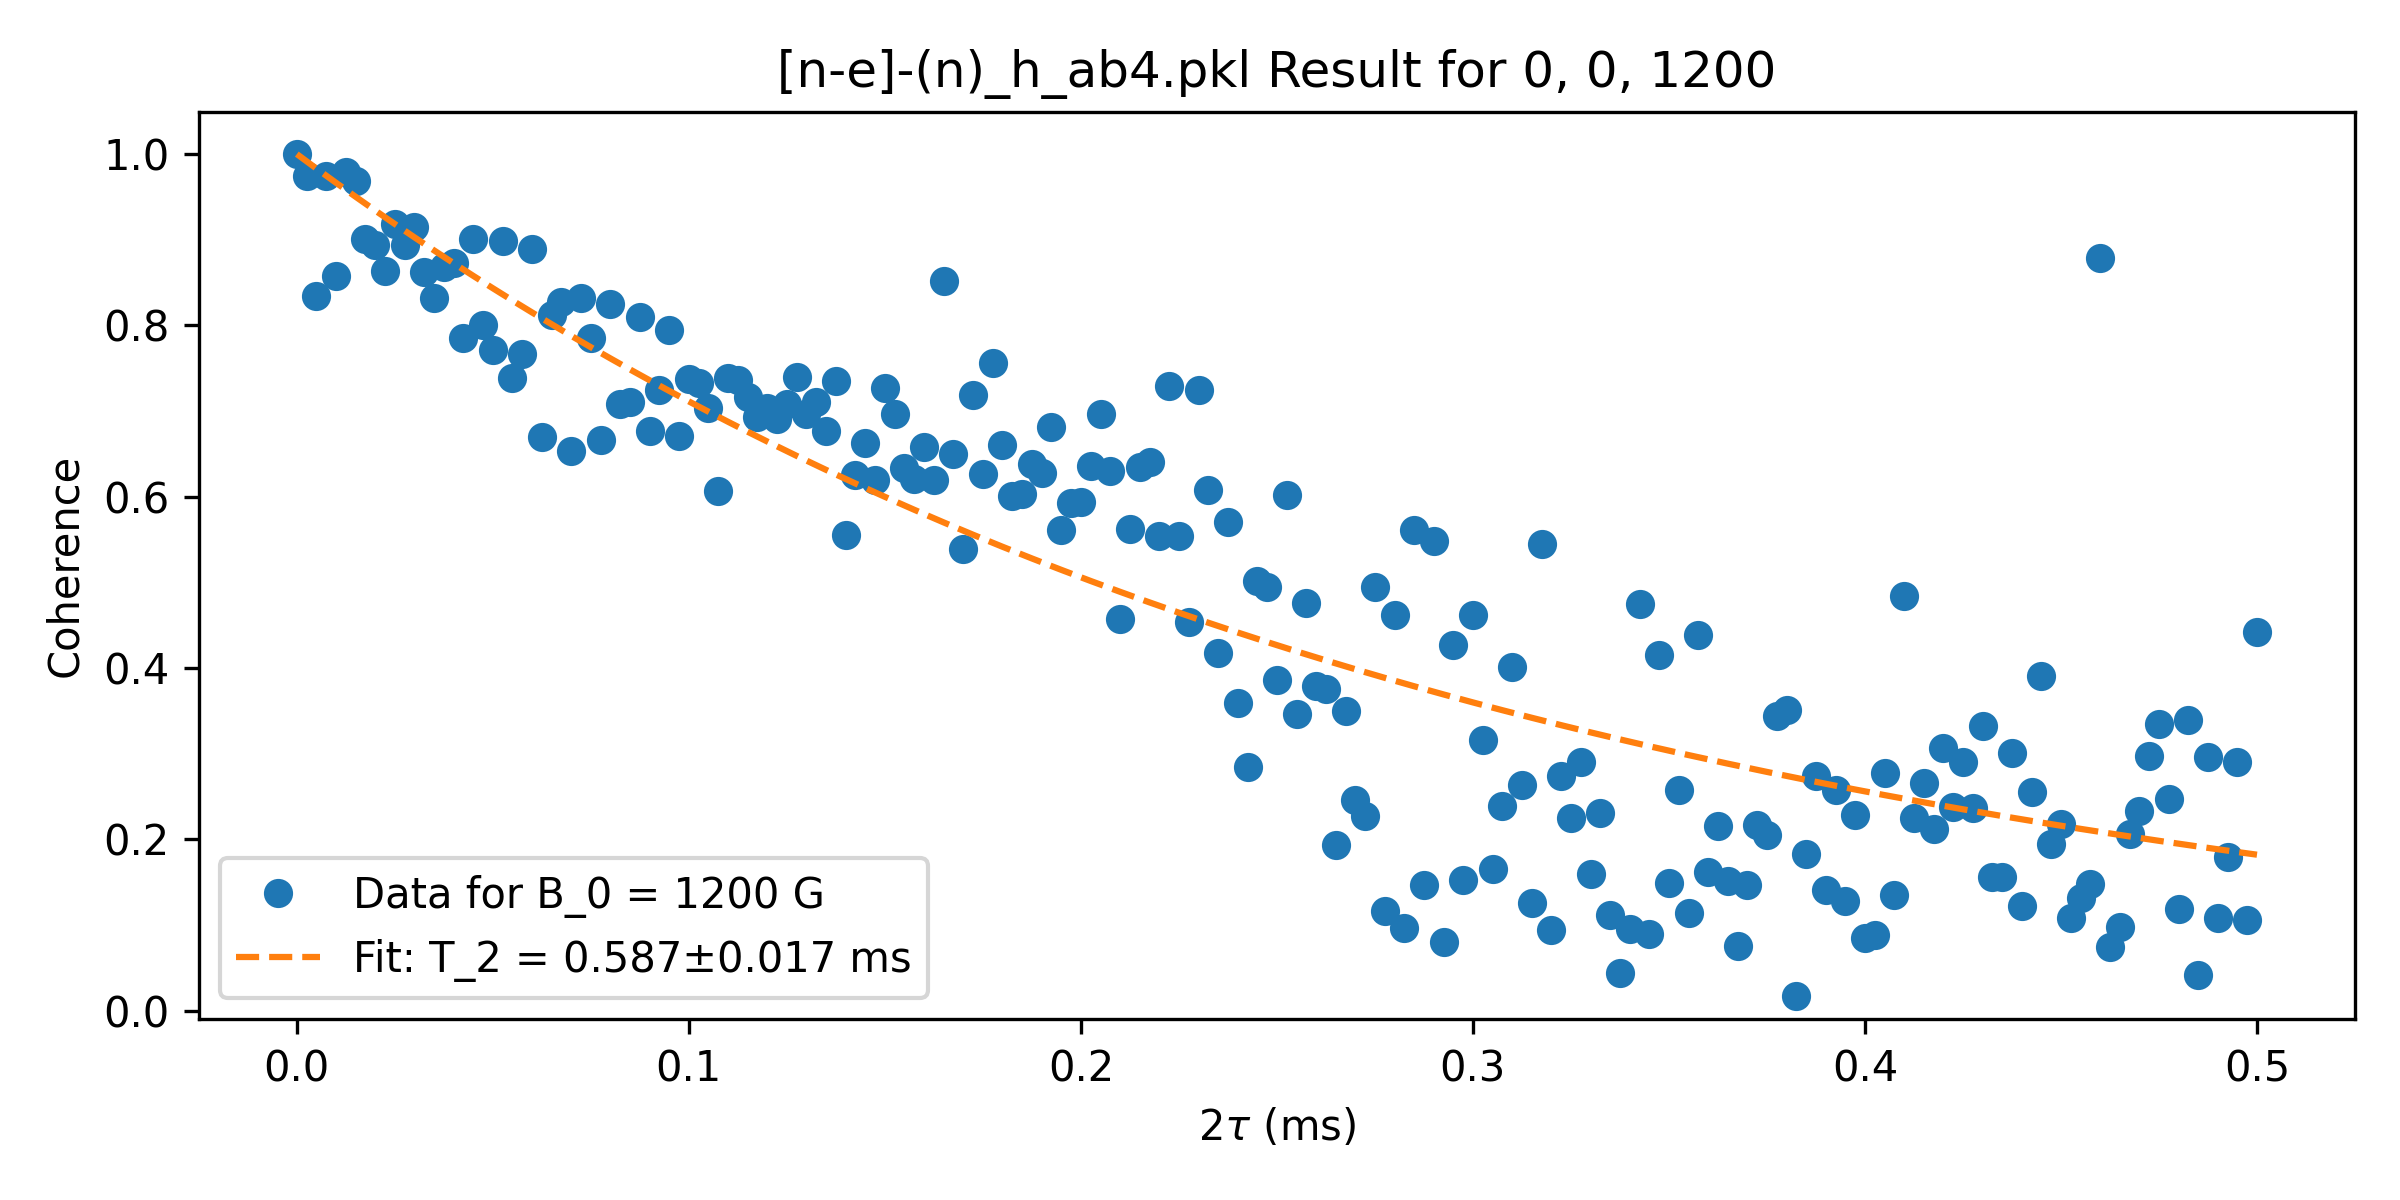 [n-e]-(n)_h_ab4.pkl Result for 0, 0, 1200
Coherence
1.0
0.8
0.6
0.4
0.2
0.0
Data for B_0 = 1200 G
Fit: T_2 = 0.587±0.017 ms
0.0 0.1 0.2 0.3 0.4 0.5
2τ (ms)